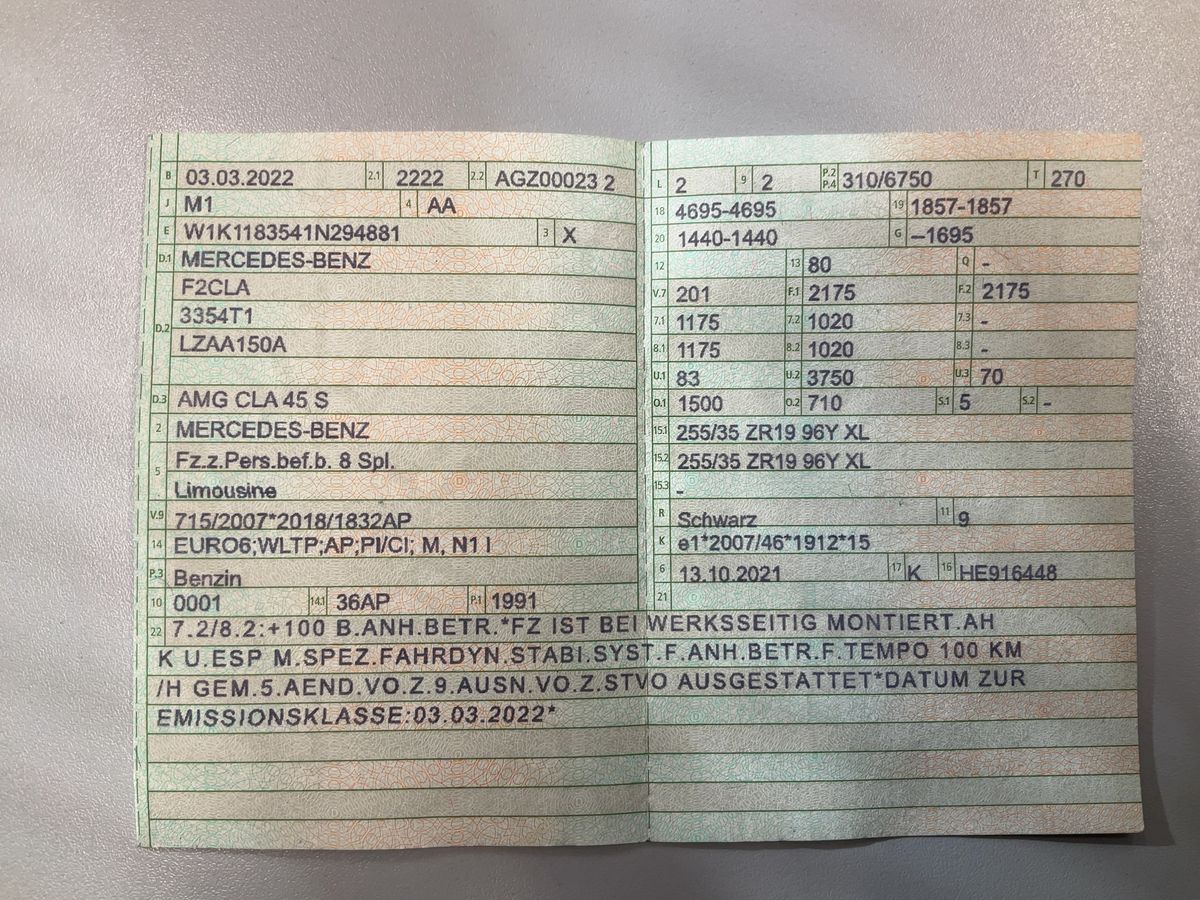 B 03.03.2022 2.1 2222 2.2 AGZ00023 2
J M1 4 AA
E W1K1183541N294881 3 X
D.1 MERCEDES-BENZ
F2CLA
D.2 3354T1
LZAA150A
D.3 AMG CLA 45 S
2 MERCEDES-BENZ
5 Fz.z.Pers.bef.b. 8 Spl.
Limousine
V.9 715/2007*2018/1832AP
14 EURO6;WLTP;AP;PI/CI; M, N1 I
P.3 Benzin
10 0001 14.1 36AP P.1 1991
L 2 9 2 P.2 P.4 310/6750 T 270
18 4695-4695 19 1857-1857
20 1440-1440 G –1695
12 13 80 Q -
V.7 201 F.1 2175 F.2 2175
7.1 1175 7.2 1020 7.3 -
8.1 1175 8.2 1020 8.3 -
U.1 83 U.2 3750 U.3 70
O.1 1500 O.2 710 S.1 5 S.2 -
15.1 255/35 ZR19 96Y XL
15.2 255/35 ZR19 96Y XL
15.3 -
R Schwarz 11 9
K e1*2007/46*1912*15
6 13.10.2021 17 K 16 HE916448
21
22 7.2/8.2:+100 B.ANH.BETR.*FZ IST BEI WERKSSEITIG MONTIERT.AH
K U.ESP M.SPEZ.FAHRDYN.STABI.SYST.F.ANH.BETR.F.TEMPO 100 KM
/H GEM.5.AEND.VO.Z.9.AUSN.VO.Z.STVO AUSGESTATTET*DATUM ZUR
EMISSIONSKLASSE:03.03.2022*